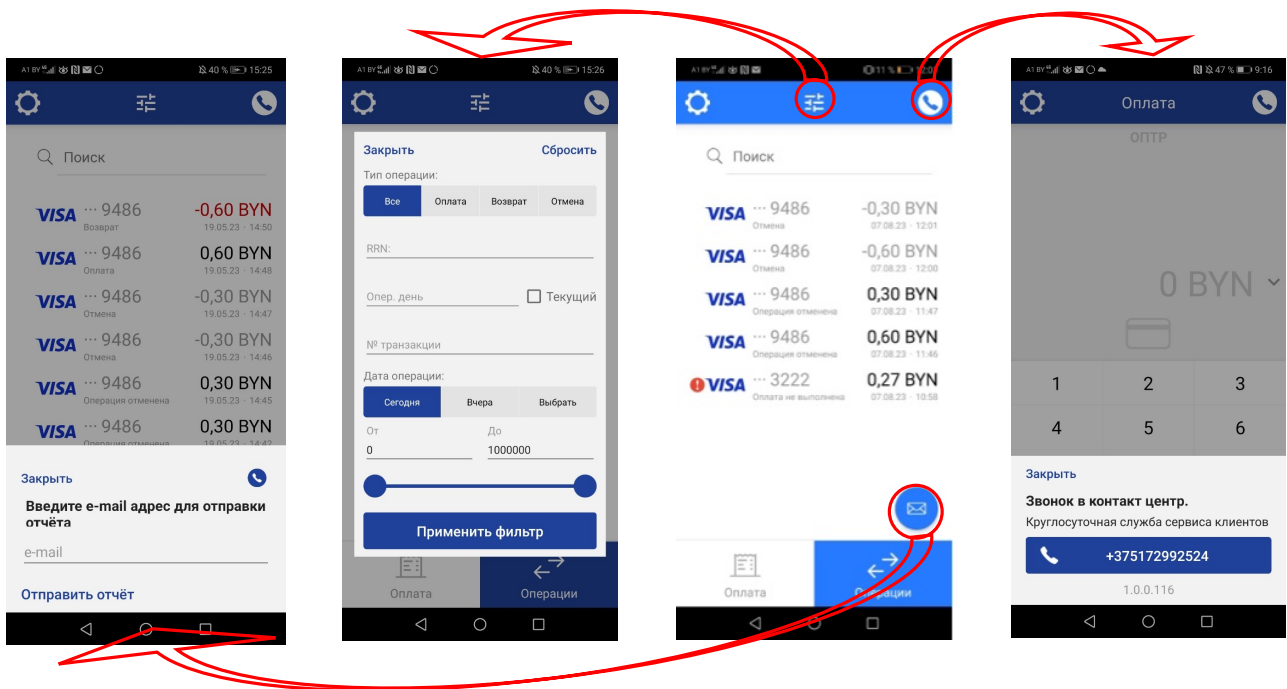 A1 BY 40 % 15:25
Поиск
VISA ··· 9486 -0,60 BYN
Возврат 19.05.23 · 14:50
VISA ··· 9486 0,60 BYN
Оплата 19.05.23 · 14:48
VISA ··· 9486 -0,30 BYN
Отмена 19.05.23 · 14:47
VISA ··· 9486 -0,30 BYN
Отмена 19.05.23 · 14:46
VISA ··· 9486 0,30 BYN
Операция отменена 19.05.23 · 14:45
VISA ··· 9486 0,30 BYN
Операция отменена 19.05.23 · 14:42
Закрыть
Введите e-mail адрес для отправки
отчёта
e-mail
Отправить отчёт
A1 BY 40 % 15:26
Закрыть Сбросить
Тип операции:
Все Оплата Возврат Отмена
RRN:
Опер. день Текущий
№ транзакции
Дата операции:
Сегодня Вчера Выбрать
От До
0 1000000
Применить фильтр
Оплата Операции
A1 BY 11 %
Поиск
VISA ··· 9486 -0,30 BYN
Отмена 07.08.23 · 12:01
VISA ··· 9486 -0,60 BYN
Отмена 07.08.23 · 12:00
VISA ··· 9486 0,30 BYN
Операция отменена 07.08.23 · 11:47
VISA ··· 9486 0,60 BYN
Операция отменена 07.08.23 · 11:46
VISA ··· 3222 0,27 BYN
Оплата не выполнена 07.08.23 · 10:58
Оплата Операции
A1 BY 47 % 9:16
Оплата
ОПТР
0 BYN
1 2 3
4 5 6
Закрыть
Звонок в контакт центр.
Круглосуточная служба сервиса клиентов
+375172992524
1.0.0.116